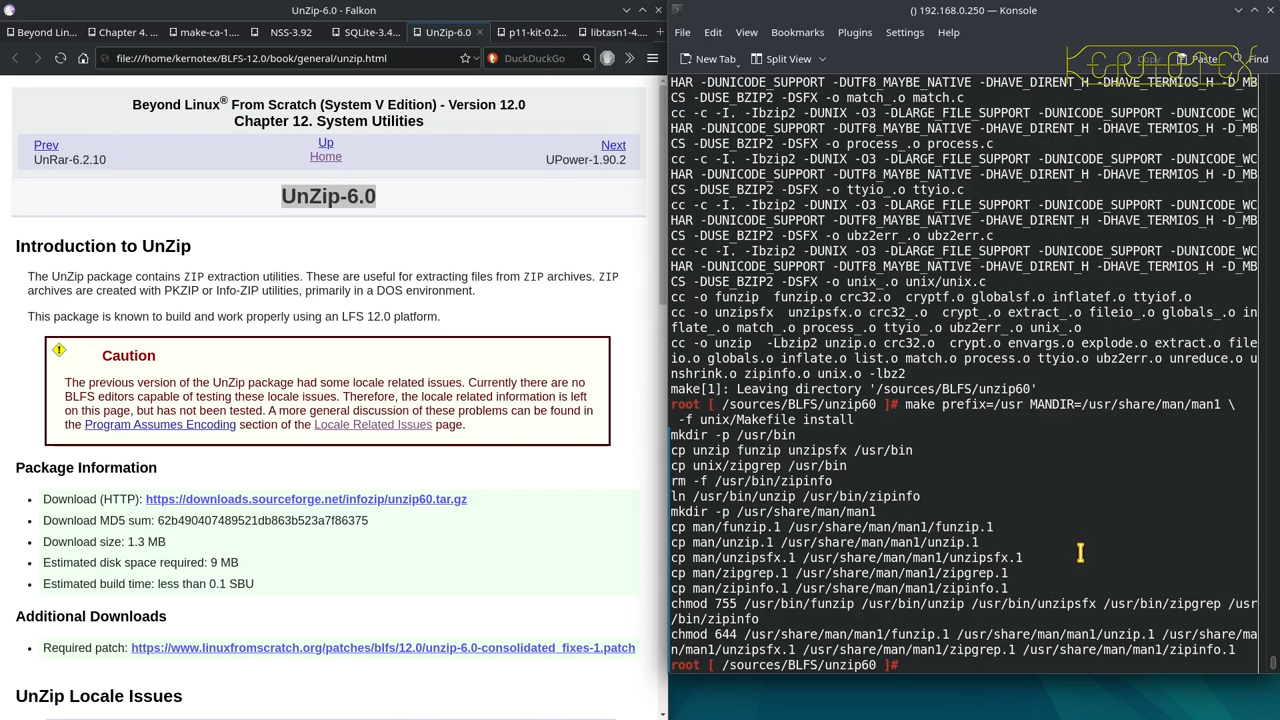 UnZip-6.0 - Falkon
Beyond Lin...
Chapter 4. ...
make-ca-1....
NSS-3.92
SQLite-3.4...
UnZip-6.0
p11-kit-0.2...
libtasn1-4....
file:///home/kernotex/BLFS-12.0/book/general/unzip.html
DuckDuckGo
Beyond Linux® From Scratch (System V Edition) - Version 12.0
Chapter 12. System Utilities
Prev
Up
Next
UnRar-6.2.10
Home
UPower-1.90.2
UnZip-6.0
Introduction to UnZip
The UnZip package contains ZIP extraction utilities. These are useful for extracting files from ZIP archives. ZIP
archives are created with PKZIP or Info-ZIP utilities, primarily in a DOS environment.
This package is known to build and work properly using an LFS 12.0 platform.
Caution
The previous version of the UnZip package had some locale related issues. Currently there are no
BLFS editors capable of testing these locale issues. Therefore, the locale related information is left
on this page, but has not been tested. A more general discussion of these problems can be found in
the Program Assumes Encoding section of the Locale Related Issues page.
Package Information
• Download (HTTP): https://downloads.sourceforge.net/infozip/unzip60.tar.gz
• Download MD5 sum: 62b490407489521db863b523a7f86375
• Download size: 1.3 MB
• Estimated disk space required: 9 MB
• Estimated build time: less than 0.1 SBU
Additional Downloads
• Required patch: https://www.linuxfromscratch.org/patches/blfs/12.0/unzip-6.0-consolidated_fixes-1.patch
UnZip Locale Issues
() 192.168.0.250 — Konsole
File Edit View Bookmarks Plugins Settings Help
New Tab
Split View
Copy
Paste
Find
Kernotex
HAR -DUNICODE_SUPPORT -DUTF8_MAYBE_NATIVE -DHAVE_DIRENT_H -DHAVE_TERMIOS_H -D_MB
CS -DUSE_BZIP2 -DSFX -o match_.o match.c
cc -c -I. -Ibzip2 -DUNIX -O3 -DLARGE_FILE_SUPPORT -DUNICODE_SUPPORT -DUNICODE_WC
HAR -DUNICODE_SUPPORT -DUTF8_MAYBE_NATIVE -DHAVE_DIRENT_H -DHAVE_TERMIOS_H -D_MB
CS -DUSE_BZIP2 -DSFX -o process_.o process.c
cc -c -I. -Ibzip2 -DUNIX -O3 -DLARGE_FILE_SUPPORT -DUNICODE_SUPPORT -DUNICODE_WC
HAR -DUNICODE_SUPPORT -DUTF8_MAYBE_NATIVE -DHAVE_DIRENT_H -DHAVE_TERMIOS_H -D_MB
CS -DUSE_BZIP2 -DSFX -o ttyio_.o ttyio.c
cc -c -I. -Ibzip2 -DUNIX -O3 -DLARGE_FILE_SUPPORT -DUNICODE_SUPPORT -DUNICODE_WC
HAR -DUNICODE_SUPPORT -DUTF8_MAYBE_NATIVE -DHAVE_DIRENT_H -DHAVE_TERMIOS_H -D_MB
CS -DUSE_BZIP2 -DSFX -o ubz2err_.o ubz2err.c
cc -c -I. -Ibzip2 -DUNIX -O3 -DLARGE_FILE_SUPPORT -DUNICODE_SUPPORT -DUNICODE_WC
HAR -DUNICODE_SUPPORT -DUTF8_MAYBE_NATIVE -DHAVE_DIRENT_H -DHAVE_TERMIOS_H -D_MB
CS -DUSE_BZIP2 -DSFX -o unix_.o unix/unix.c
cc -o funzip  funzip.o crc32.o  cryptf.o globalsf.o inflatef.o ttyiof.o
cc -o unzipsfx  unzipsfx.o crc32_.o  crypt_.o extract_.o fileio_.o globals_.o in
flate_.o match_.o process_.o ttyio_.o ubz2err_.o unix_.o
cc -o unzip  -Lbzip2 unzip.o crc32.o  crypt.o envargs.o explode.o extract.o file
io.o globals.o inflate.o list.o match.o process.o ttyio.o ubz2err.o unreduce.o u
nshrink.o zipinfo.o unix.o -lbz2
make[1]: Leaving directory '/sources/BLFS/unzip60'
root [ /sources/BLFS/unzip60 ]# make prefix=/usr MANDIR=/usr/share/man/man1 \
-f unix/Makefile install
mkdir -p /usr/bin
cp unzip funzip unzipsfx /usr/bin
cp unix/zipgrep /usr/bin
rm -f /usr/bin/zipinfo
ln /usr/bin/unzip /usr/bin/zipinfo
mkdir -p /usr/share/man/man1
cp man/funzip.1 /usr/share/man/man1/funzip.1
cp man/unzip.1 /usr/share/man/man1/unzip.1
cp man/unzipsfx.1 /usr/share/man/man1/unzipsfx.1
cp man/zipgrep.1 /usr/share/man/man1/zipgrep.1
cp man/zipinfo.1 /usr/share/man/man1/zipinfo.1
chmod 755 /usr/bin/funzip /usr/bin/unzip /usr/bin/unzipsfx /usr/bin/zipgrep /usr
/bin/zipinfo
chmod 644 /usr/share/man/man1/funzip.1 /usr/share/man/man1/unzip.1 /usr/share/ma
n/man1/unzipsfx.1 /usr/share/man/man1/zipgrep.1 /usr/share/man/man1/zipinfo.1
root [ /sources/BLFS/unzip60 ]#